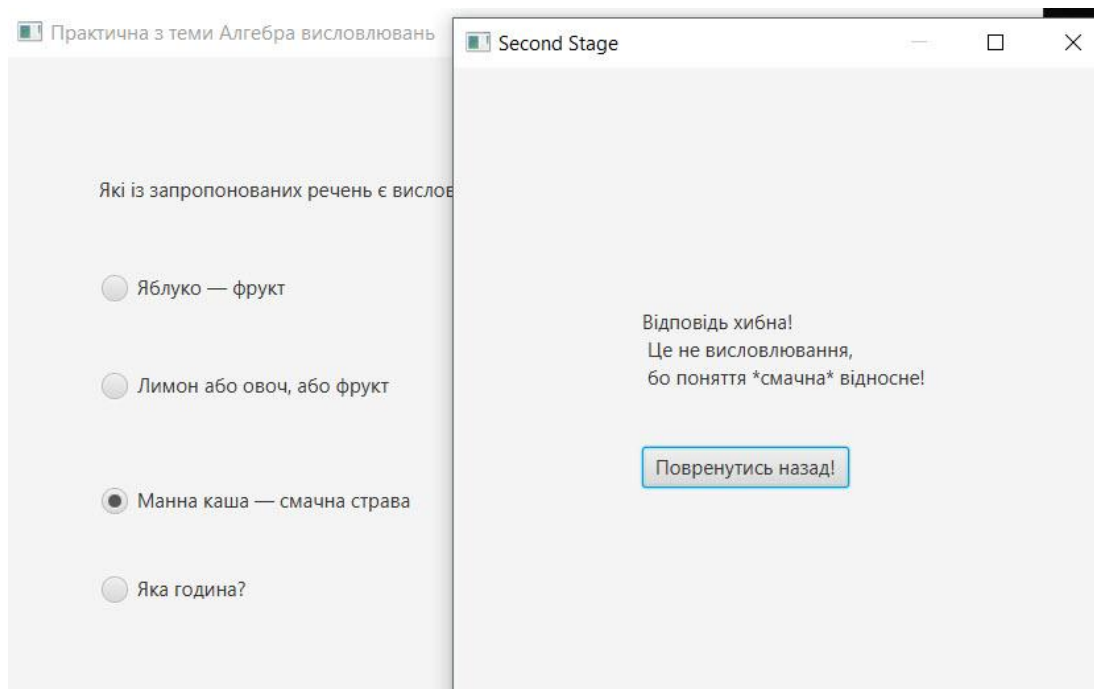 Практична з теми Алгебра висловлювань
Які із запропонованих речень є
Яблуко — фрукт
Лимон або овоч, або фрукт
Манна каша — смачна страва
Яка година?
Second Stage
Відповідь хибна!
Це не висловлювання,
бо поняття *смачна* відносне!
Повренутись назад!